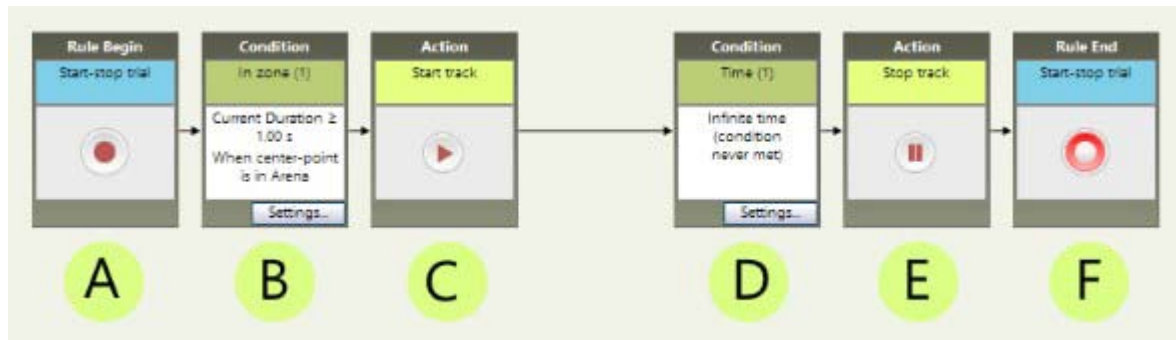 Rule Begin
Start-stop trial
Condition
In zone (1)
Current Duration ≥
1.00 s
When center-point
is in Arena
Settings...
Action
Start track
Condition
Time (1)
Infinite time
(condition
never met)
Settings...
Action
Stop track
Rule End
Start-stop trial
A
B
C
D
E
F